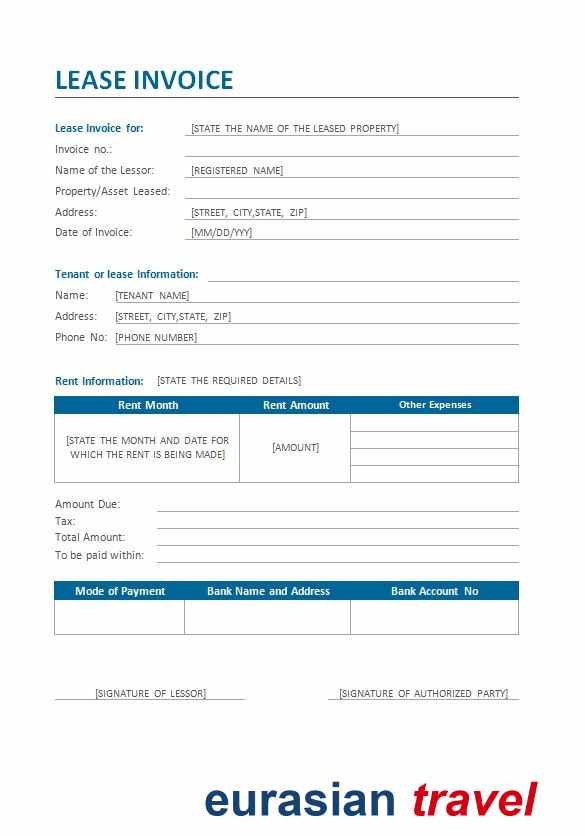 LEASE INVOICE
Lease Invoice for: [STATE THE NAME OF THE LEASED PROPERTY]
Invoice no.:
Name of the Lessor: [REGISTERED NAME]
Property/Asset Leased:
Address: [STREET, CITY,STATE, ZIP]
Date of Invoice: [MM/DD/YYY]
Tenant or lease Information:
Name: [TENANT NAME]
Address: [STREET, CITY,STATE, ZIP]
Phone No: [PHONE NUMBER]
Rent Information: [STATE THE REQUIRED DETAILS]
Rent Month Rent Amount Other Expenses
[STATE THE MONTH AND DATE FOR
WHICH THE RENT IS BEING MADE] [AMOUNT]
Amount Due:
Tax:
Total Amount:
To be paid within:
Mode of Payment Bank Name and Address Bank Account No
[SIGNATURE OF LESSOR] [SIGNATURE OF AUTHORIZED PARTY]
eurasian travel